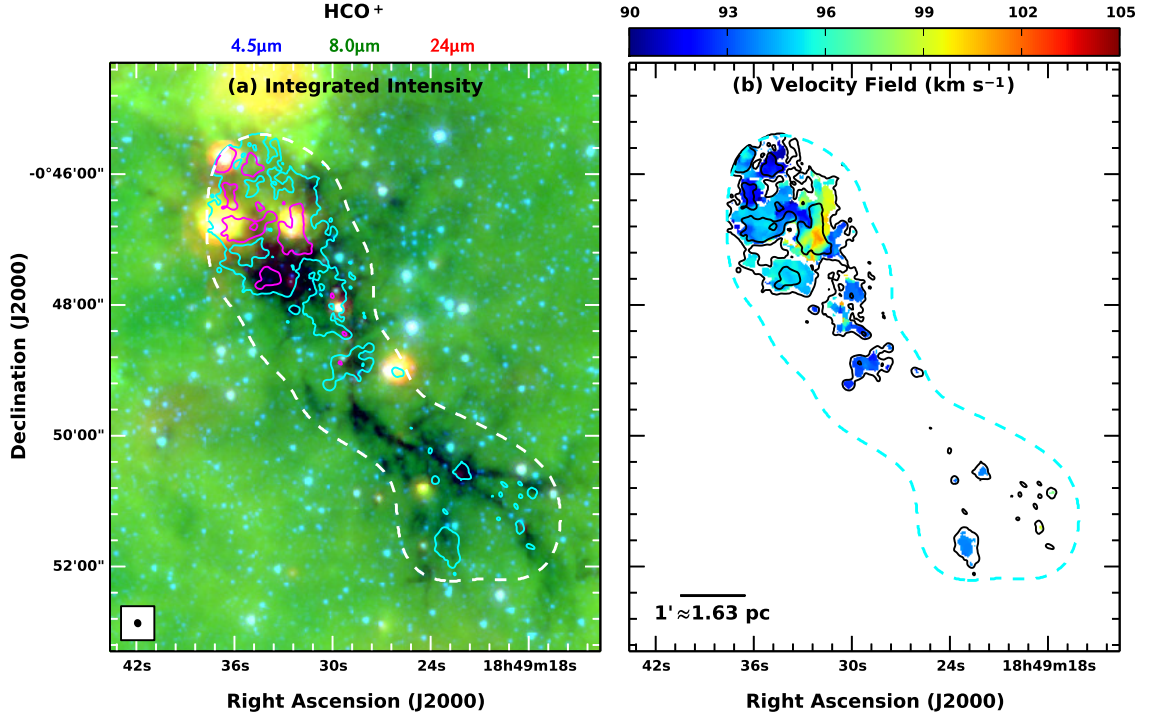 HCO⁺
4.5μm 8.0μm 24μm
90 93 96 99 102 105
(a) Integrated Intensity
(b) Velocity Field (km s⁻¹)
Declination (J2000)
-0°46'00"
48'00"
50'00"
52'00"
1'≈1.63 pc
42s 36s 30s 24s 18h49m18s
42s 36s 30s 24s 18h49m18s
Right Ascension (J2000)
Right Ascension (J2000)